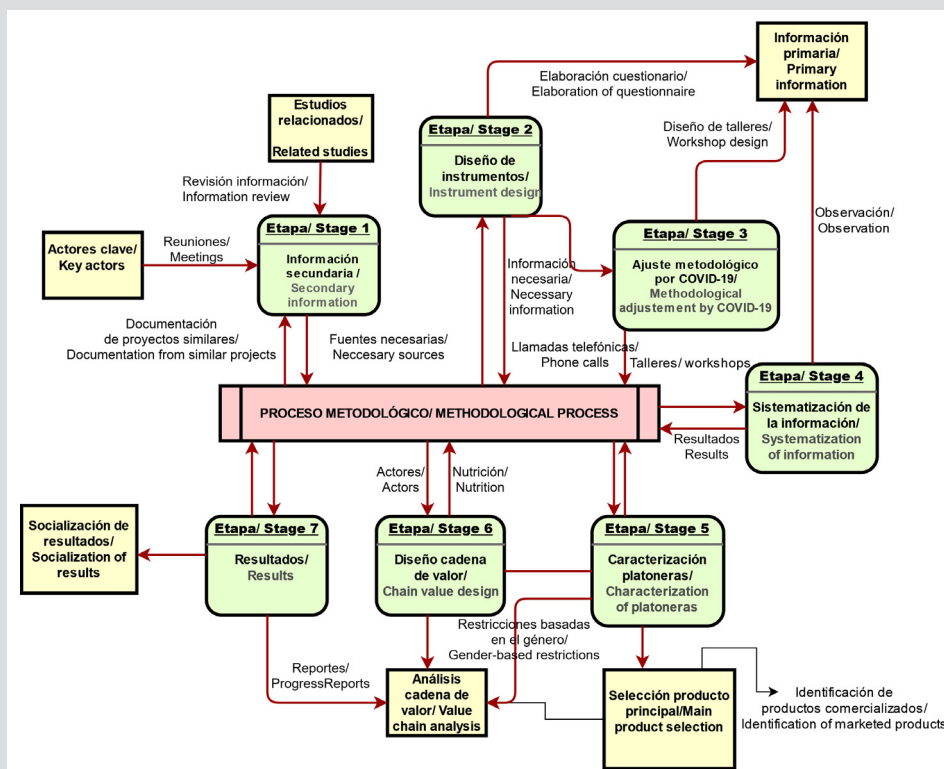 Información
primaria/
Primary
information
Elaboración cuestionario/
Elaboration of questionnaire
Estudios
relacionados/
Related studies
Etapa/ Stage 2
Diseño de
instrumentos/
Instrument design
Diseño de talleres/
Workshop design
Revisión información/
Information review
Observación/
Observation
Actores clave/
Key actors
Reuniones/
Meetings
Etapa/ Stage 1
Información
secundaria /
Secondary
information
Etapa/ Stage 3
Ajuste metodológico
por COVID-19/
Methodological
adjustement by COVID-19
Información
necesaria/
Necessary
information
Documentación
de proyectos similares/
Documentation from similar projects
Fuentes necesarias/
Neccesary sources
Llamadas telefónicas/
Phone calls
Talleres/ workshops
Etapa/ Stage 4
Sistematización de
la información/
Systematization
of information
PROCESO METODOLÓGICO/ METHODOLOGICAL PROCESS
Resultados
Results
Actores/
Actors
Nutrición/
Nutrition
Socialización de
resultados/
Socialization of
results
Etapa/ Stage 7
Resultados/
Results
Etapa/ Stage 6
Diseño cadena
de valor/
Chain value design
Etapa/ Stage 5
Caracterización
platoneras/
Characterization
of platoneras
Restricciones basadas
en el género/
Gender-based restrictions
Reportes/
ProgressReports
Análisis
cadena de
valor/ Value
chain analysis
Selección producto
principal/Main
product selection
Identificación de
productos comercializados/
Identification of marketed products